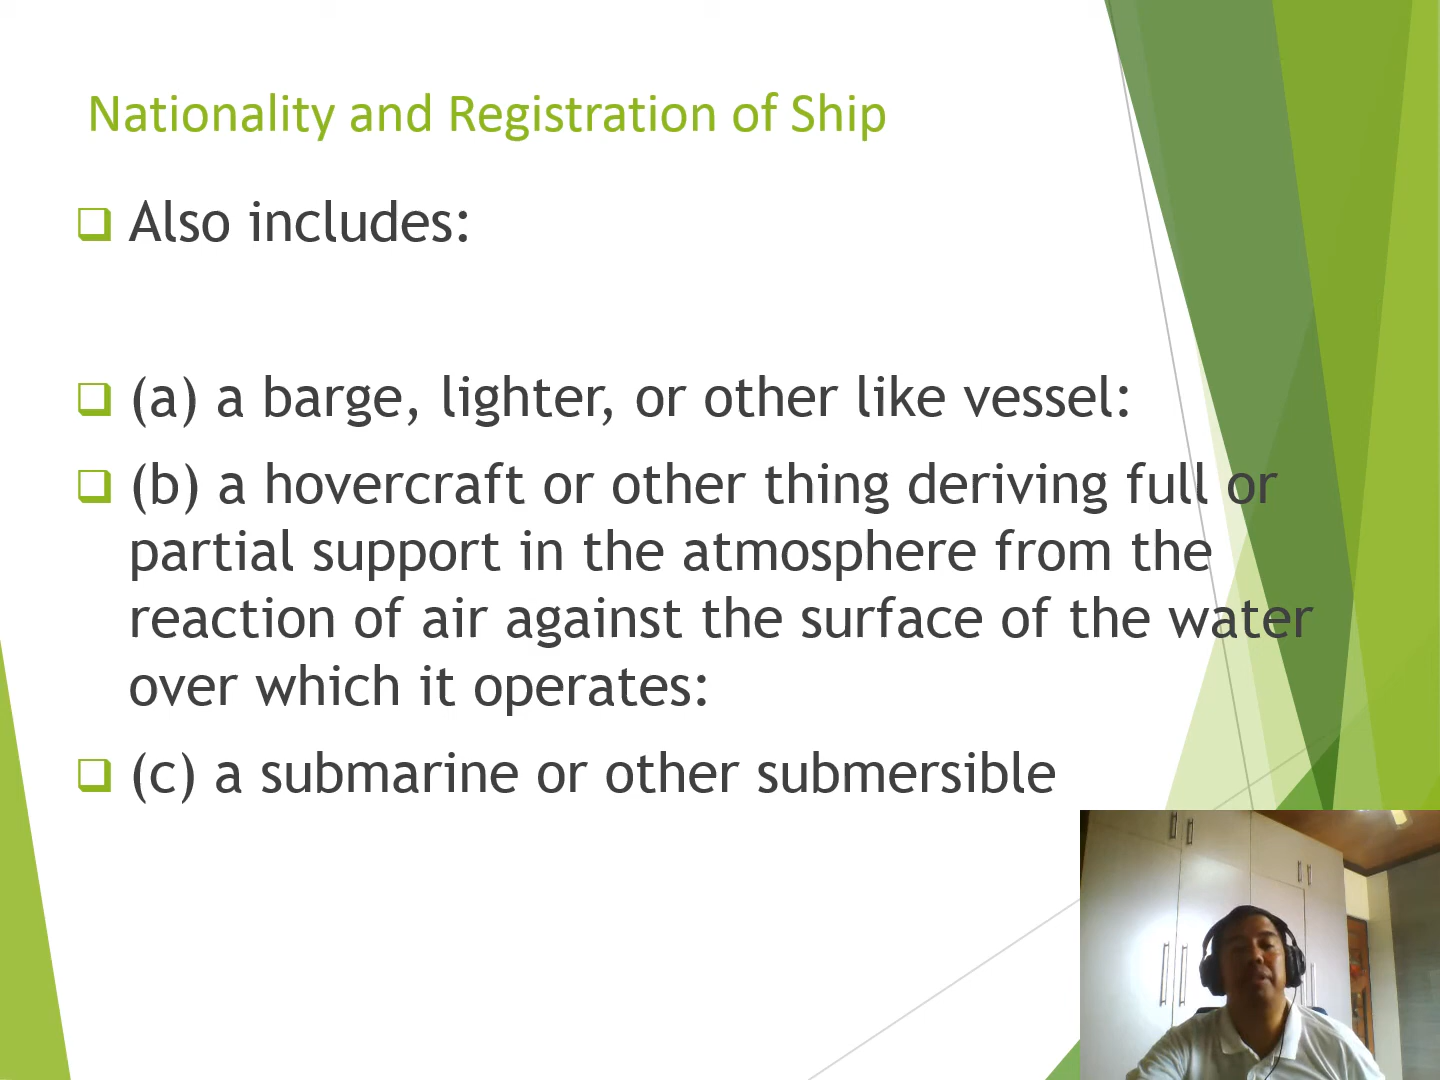 Nationality and Registration of Ship
Also includes:
(a) a barge, lighter, or other like vessel:
(b) a hovercraft or other thing deriving full or
partial support in the atmosphere from the
reaction of air against the surface of the water
over which it operates:
(c) a submarine or other submersible